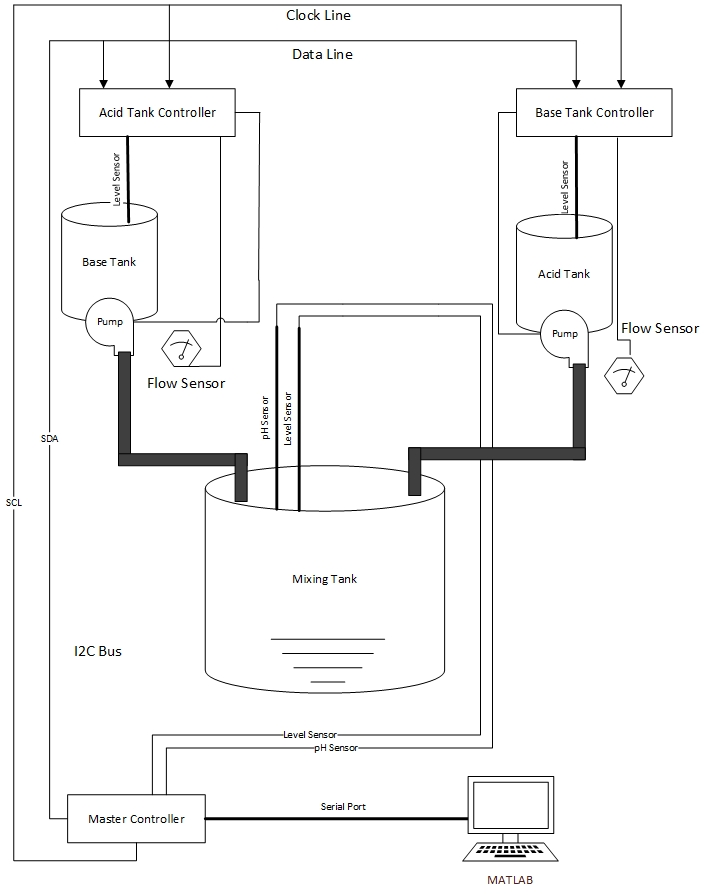 Clock Line
Data Line
Acid Tank Controller
Base Tank Controller
Level Sensor
Level Sensor
Base Tank
Acid Tank
Pump
Pump
Flow Sensor
Flow Sensor
pH Sensor
Level Sensor
SDA
SCL
Mixing Tank
I2C Bus
Level Sensor
pH Sensor
Master Controller
Serial Port
MATLAB